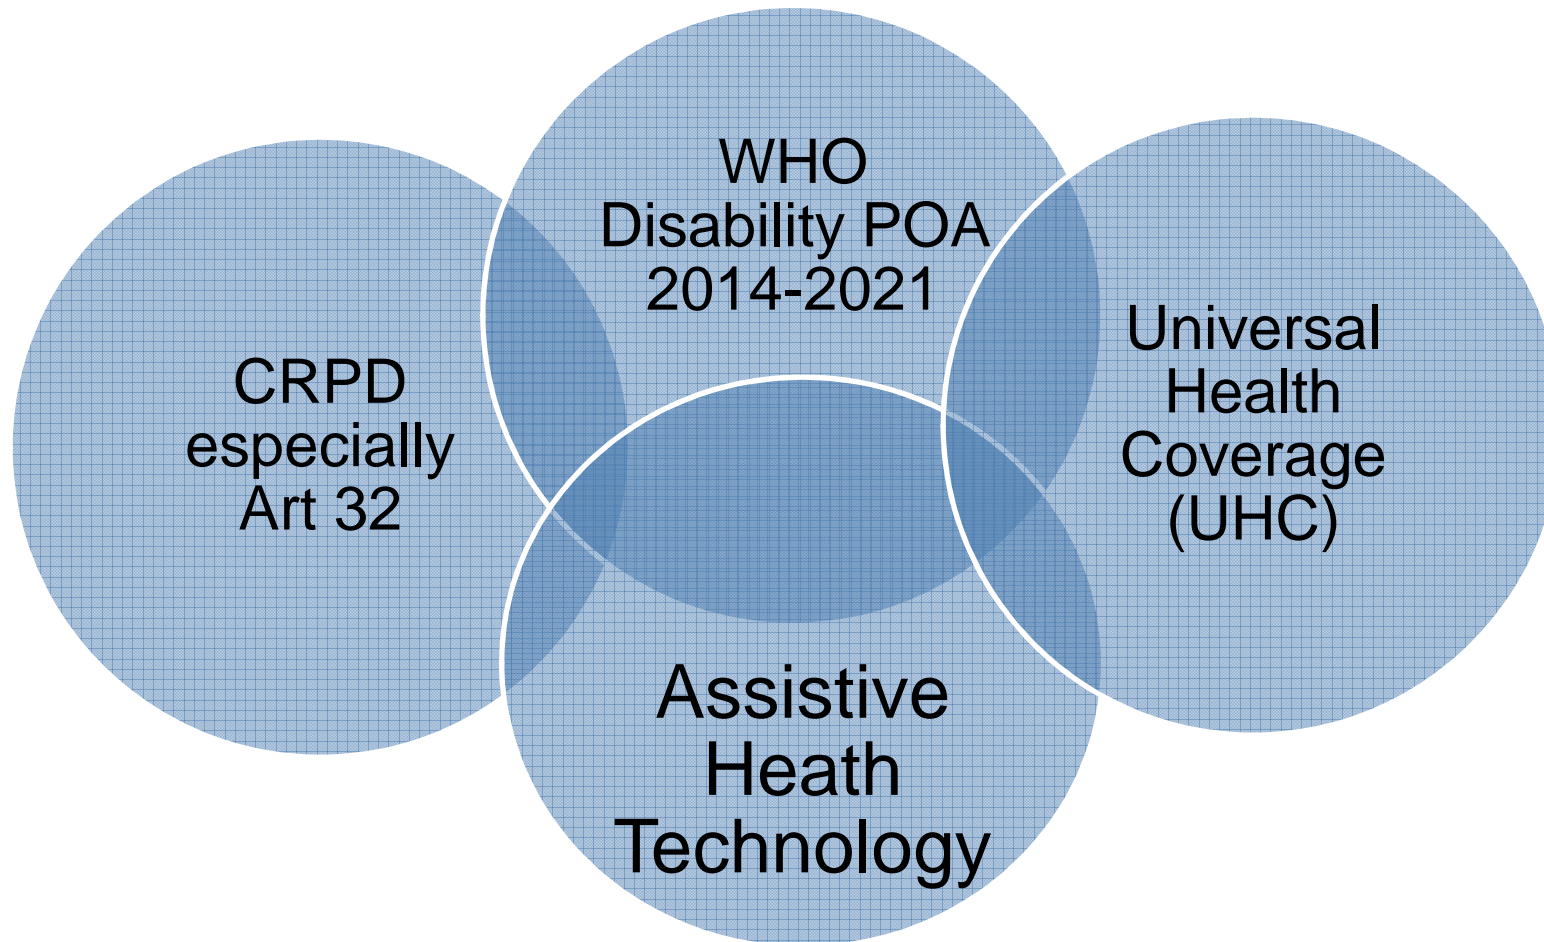 WHO
Disability POA
2014-2021
CRPD
especially
Art 32
Universal
Health
Coverage
(UHC)
Assistive
Heath
Technology